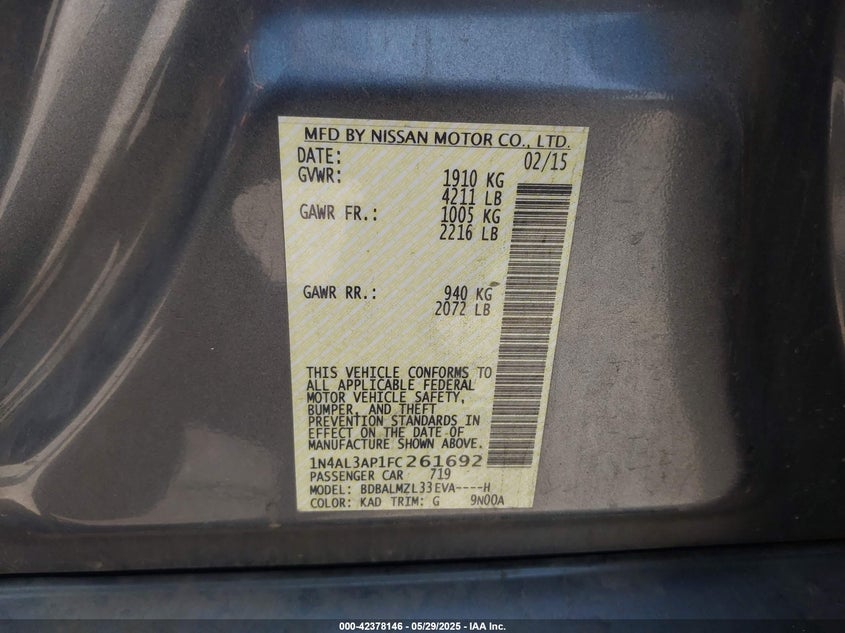 MFD BY NISSAN MOTOR CO., LTD.
DATE: 02/15
GVWR: 1910 KG
4211 LB
GAWR FR.: 1005 KG
2216 LB
GAWR RR.: 940 KG
2072 LB
THIS VEHICLE CONFORMS TO
ALL APPLICABLE FEDERAL
MOTOR VEHICLE SAFETY,
BUMPER, AND THEFT
PREVENTION STANDARDS IN
EFFECT ON THE DATE OF
MANUFACTURE SHOWN ABOVE.
1N4AL3AP1FC261692
PASSENGER CAR 719
MODEL: BDBALMZL33EVA----H
COLOR: KAD TRIM: G 9N00A
000-42378146 - 05/29/2025 - IAA Inc.